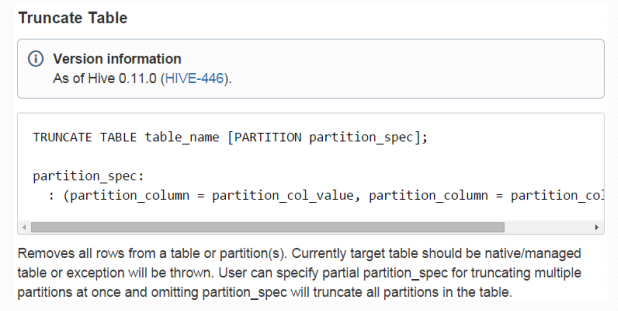 Truncate Table
Version information
As of Hive 0.11.0 (HIVE-446).
TRUNCATE TABLE table_name [PARTITION partition_spec];
partition_spec:
: (partition_column = partition_col_value, partition_column = partition_col
Removes all rows from a table or partition(s). Currently target table should be native/managed
table or exception will be thrown. User can specify partial partition_spec for truncating multiple
partitions at once and omitting partition_spec will truncate all partitions in the table.